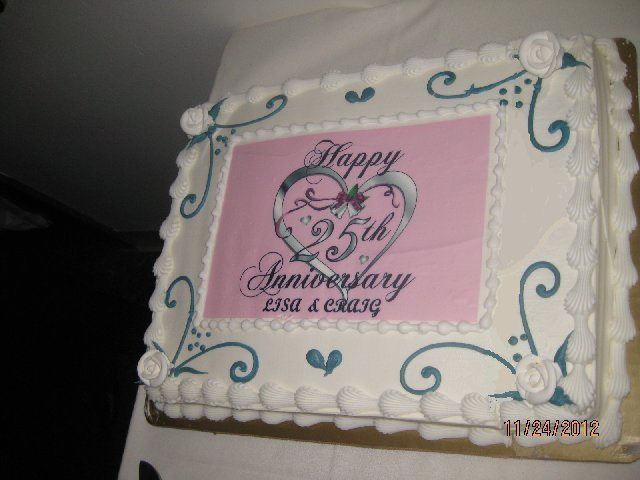 Happy
25th
Anniversary
LISA & CRAIG
11/24/2012